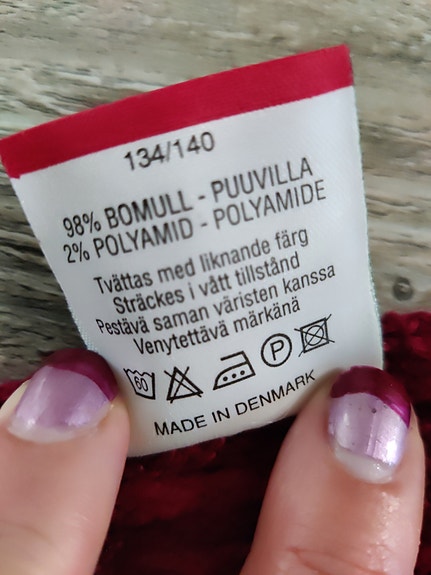 134/140
98% BOMULL - PUUVILLA
2% POLYAMID - POLYAMIDE
Tvättas med liknande färg
Sträckes i vått tillstånd
Pestävä saman väristen kanssa
Venytettävä märkänä
60 P
MADE IN DENMARK